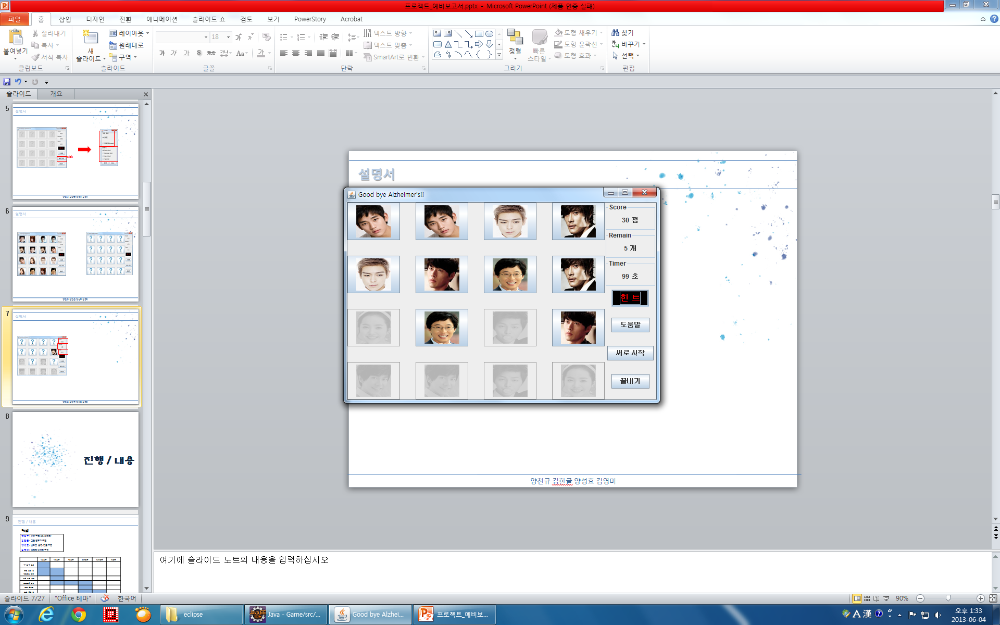 프로젝트_예비보고서.pptx - Microsoft PowerPoint (제품 인증 실패)
파일 홈 삽입 디자인 전환 애니메이션 슬라이드 쇼 검토 보기 PowerStory Acrobat
붙여넣기
잘라내기
복사
서식 복사
클립보드
새
슬라이드
레이아웃
원래대로
구역
슬라이드
18
가 가 가 S 가나 Aa 가
글꼴
텍스트 방향
텍스트 맞춤
SmartArt로 변환
단락
정렬
빠른
스타일
도형 채우기
도형 윤곽선
도형 효과
그리기
찾기
바꾸기
선택
편집
슬라이드 개요
5
설명서
6
설명서
7
설명서
8
진행 / 내용
9
진행 / 내용
설명서
Good bye Alzheimer's!!
Score
30 점
Remain
5 개
Timer
99 초
힌 트
도움말
새로 시작
끝내기
양천규 김한글 양성효 김영미
여기에 슬라이드 노트의 내용을 입력하십시오
슬라이드 7/27 "Office 테마" 한국어 90%
eclipse
Java EE IDE
Java - Game/src/...
Good bye Alzhei...
프로젝트_예비보...
A 漢
오후 1:33
2013-06-04